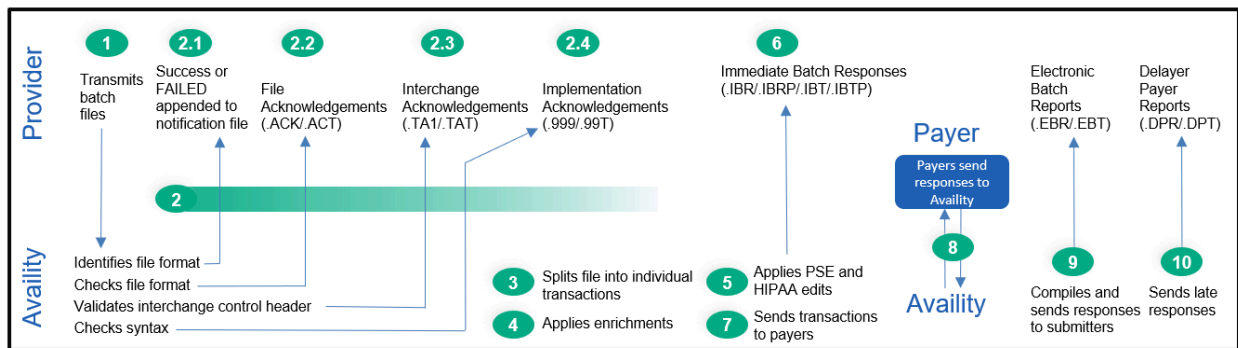 Provider
1
Transmits
batch
files
2.1
Success or
FAILED
appended to
notification file
2.2
File
Acknowledgements
(.ACK/.ACT)
2.3
Interchange
Acknowledgements
(.TA1/.TAT)
2.4
Implementation
Acknowledgements
(.999/.99T)
6
Immediate Batch Responses
(.IBR/.IBRP/.IBT/.IBTP)
Electronic
Batch
Reports
(.EBR/.EBT)
Delayer
Payer
Reports
(.DPR/.DPT)
Payer
Payers send
responses to
Availity
2
Availity
Identifies file format
Checks file format
Validates interchange control header
Checks syntax
3
Splits file into individual
transactions
4
Applies enrichments
5
Applies PSE and
HIPAA edits
7
Sends transactions
to payers
8
Availity
9
Compiles and
sends responses
to submitters
10
Sends late
responses